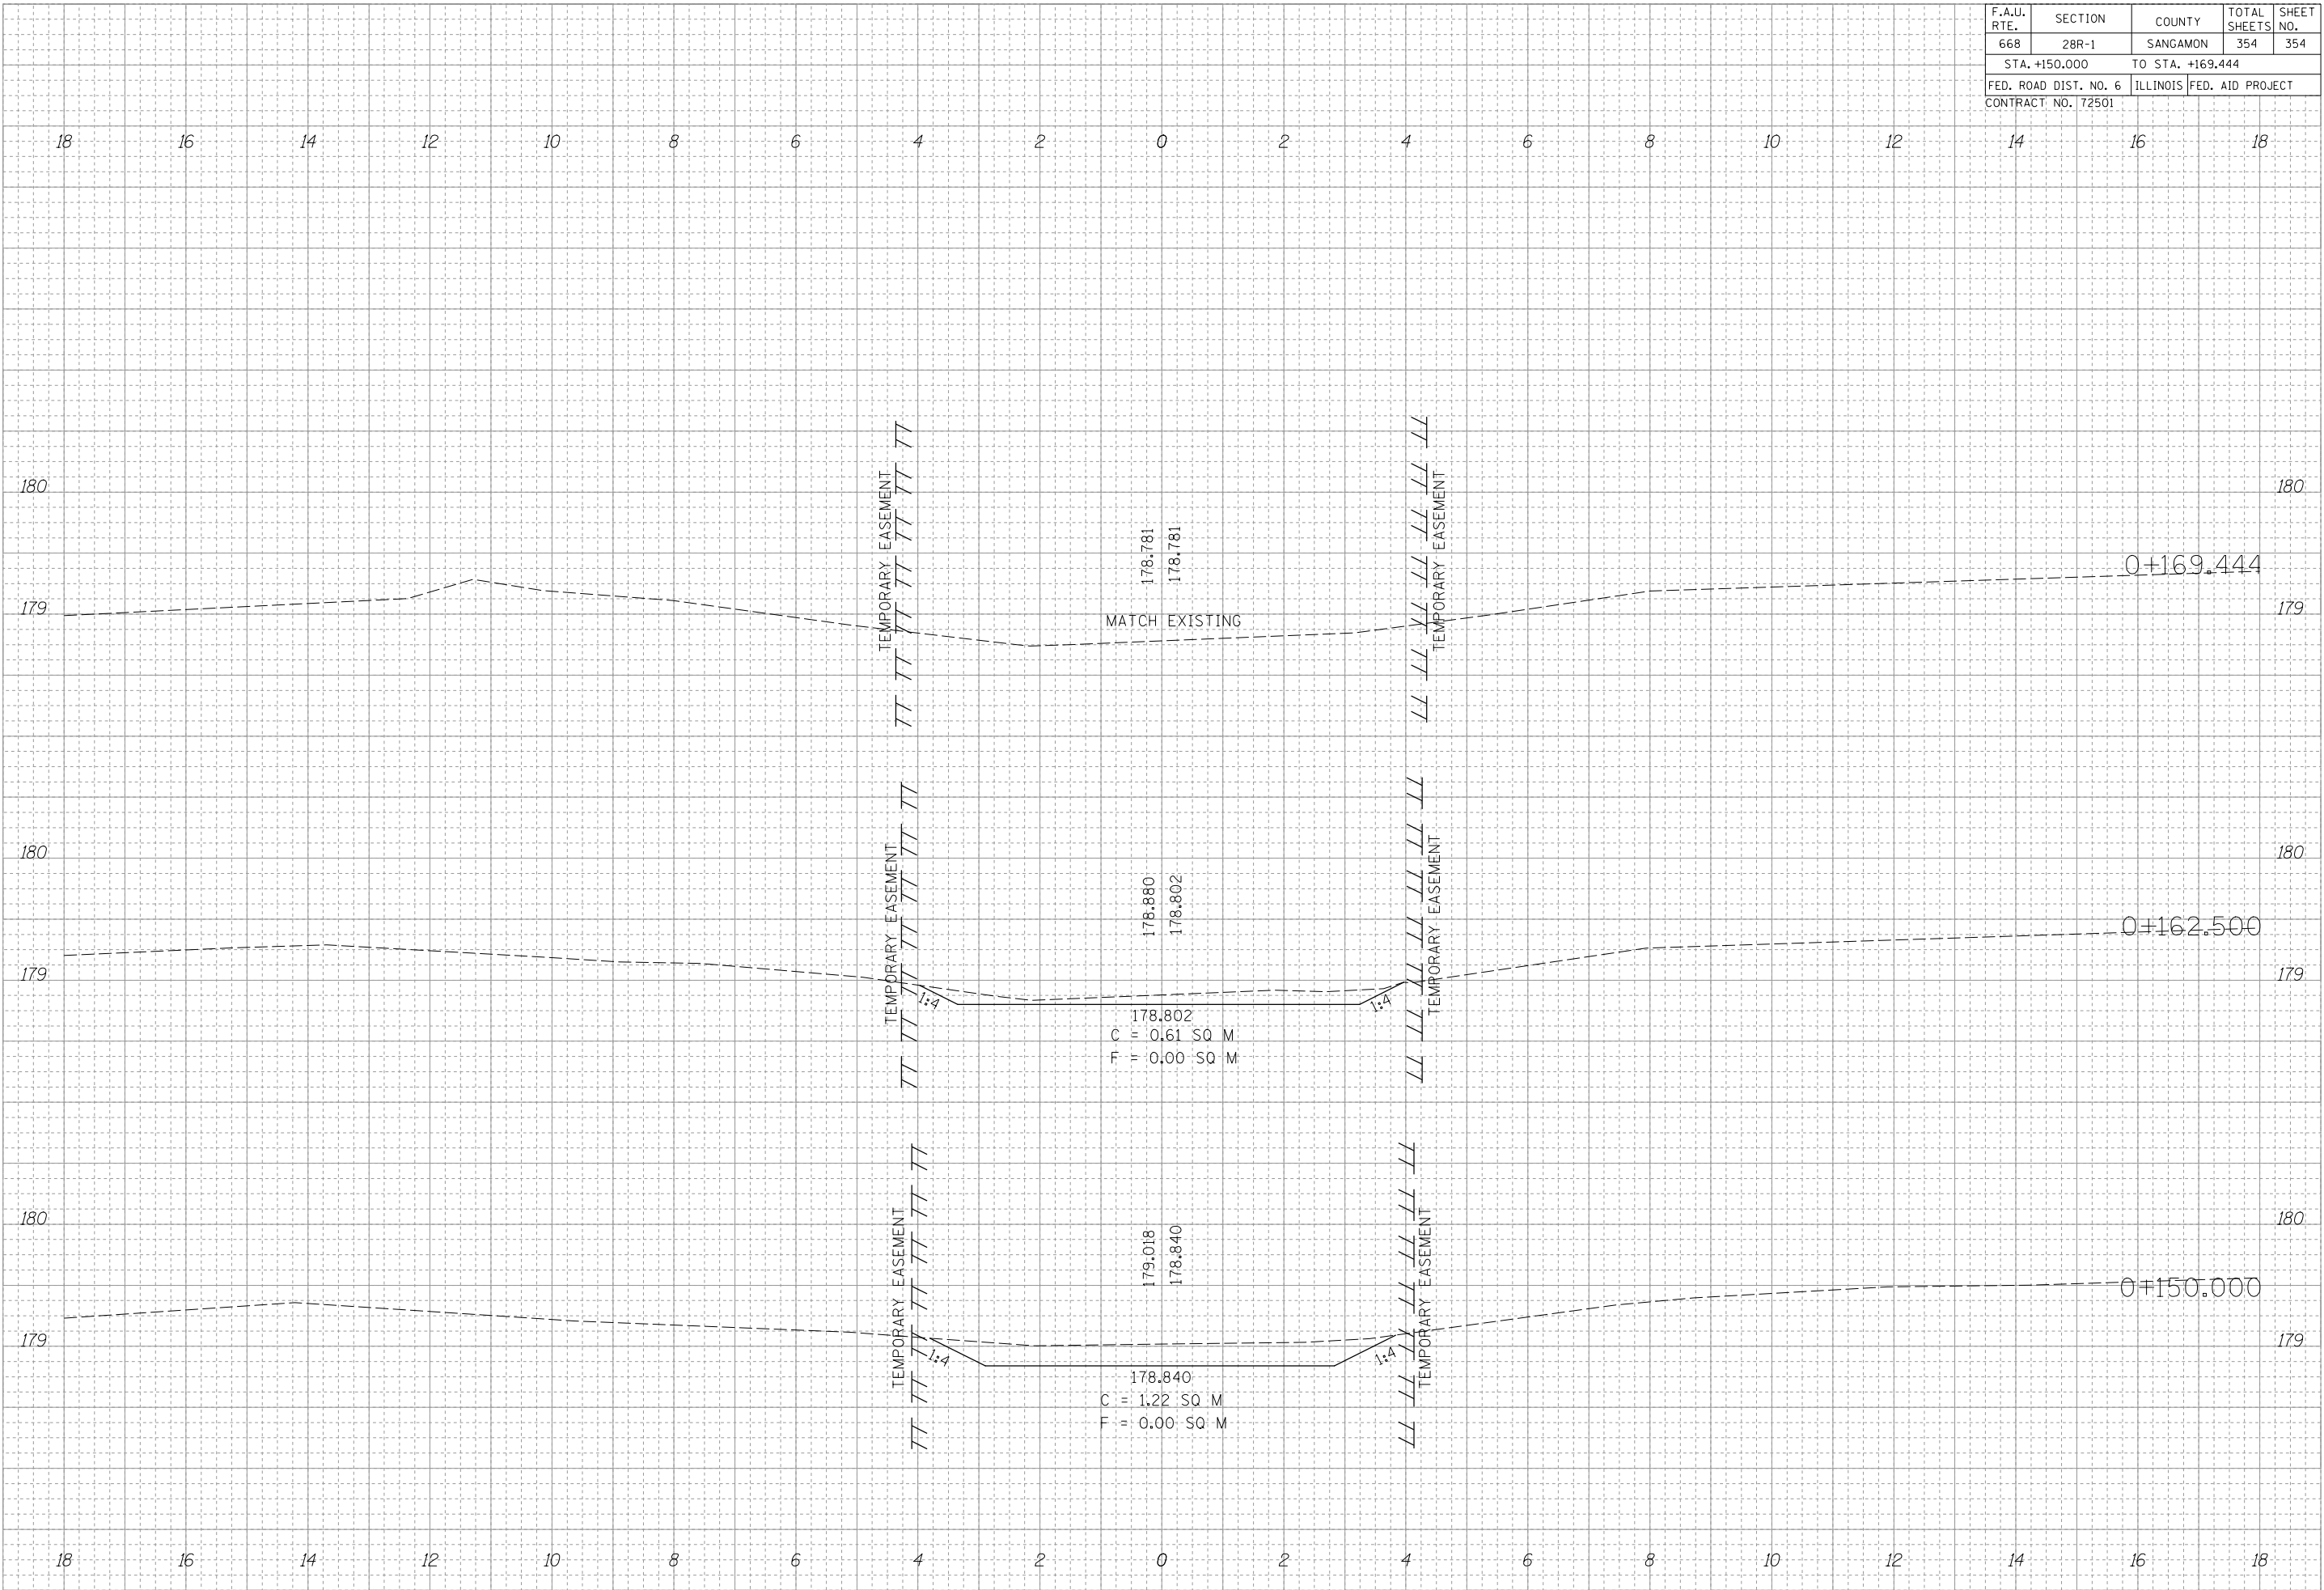 F.A.U. RTE. SECTION COUNTY TOTAL SHEETS SHEET NO.
668 28R-1 SANGAMON 354 354
STA. +150.000 TO STA. +169.444
FED. ROAD DIST. NO. 6 ILLINOIS FED. AID PROJECT
CONTRACT NO. 72501
18 16 14 12 10 8 6 4 2 0 2 4 6 8 10 12 14 16 18
180 180
TEMPORARY EASEMENT
178.781
178.781
TEMPORARY EASEMENT
0+169.444
179 179
MATCH EXISTING
180 180
TEMPORARY EASEMENT
178.880
178.802
TEMPORARY EASEMENT
0+162.500
179 179
1:4 1:4
178.802
C = 0.61 SQ M
F = 0.00 SQ M
180 180
TEMPORARY EASEMENT
179.018
178.840
TEMPORARY EASEMENT
0+150.000
179 179
1:4 1:4
178.840
C = 1.22 SQ M
F = 0.00 SQ M
18 16 14 12 10 8 6 4 2 0 2 4 6 8 10 12 14 16 18